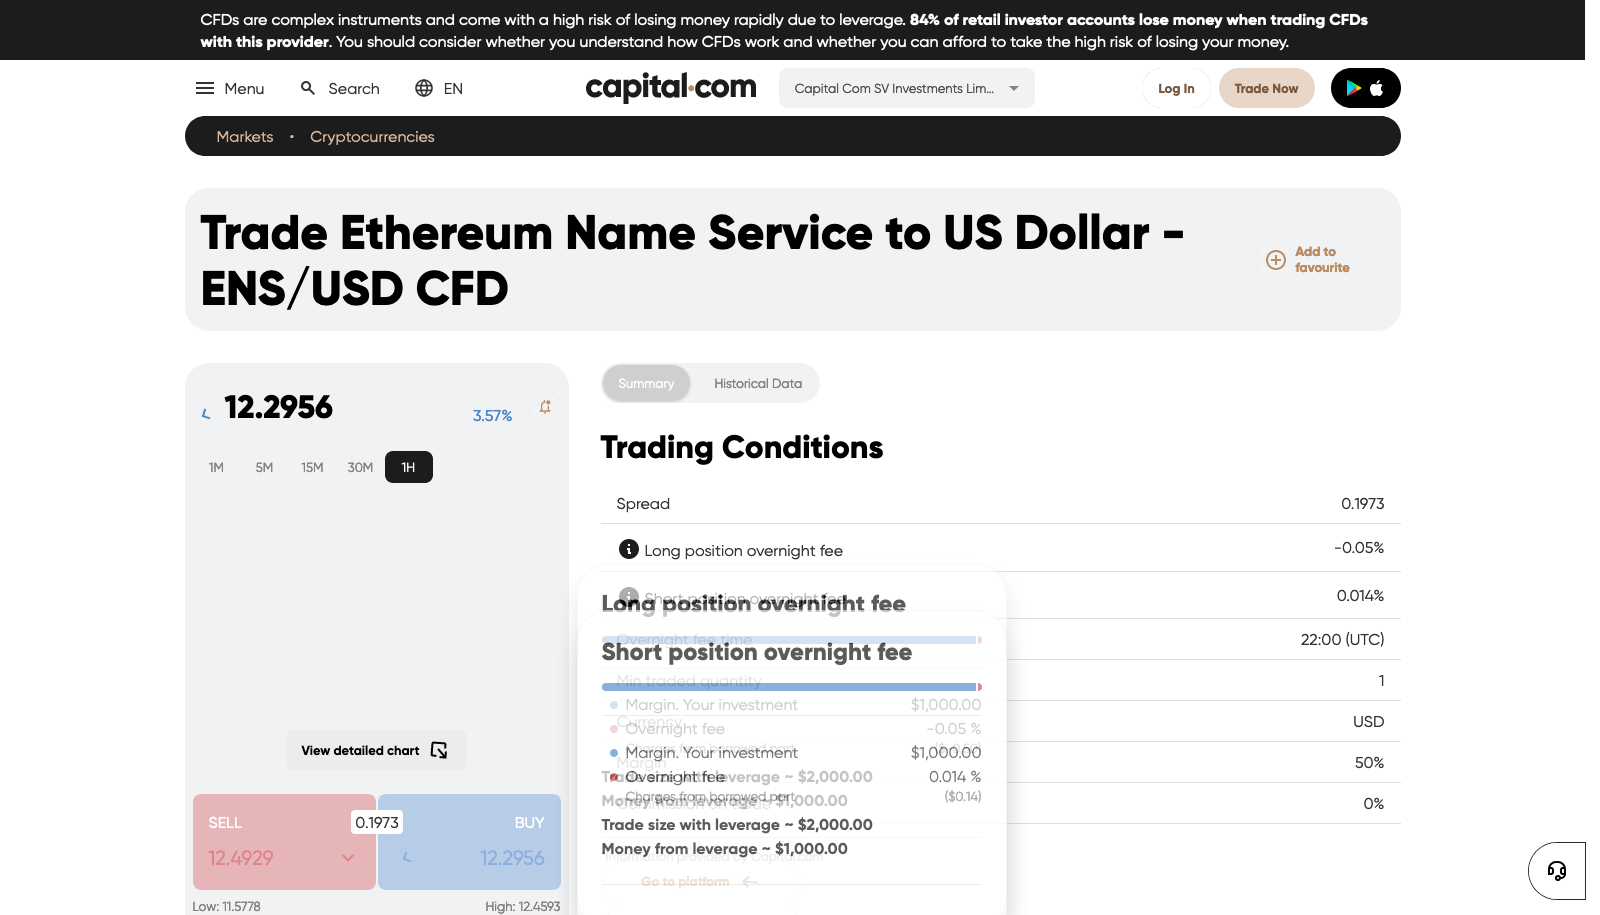 CFDs are complex instruments and come with a high risk of losing money rapidly due to leverage. 84% of retail investor accounts lose money when trading CFDs
with this provider. You should consider whether you understand how CFDs work and whether you can afford to take the high risk of losing your money.
Menu
Search
EN
capital.com
Capital Com SV Investments Lim...
Log In
Trade Now
Markets
Cryptocurrencies
Trade Ethereum Name Service to US Dollar -
ENS/USD CFD
Add to
favourite
12.2956
3.57%
1M 5M 15M 30M 1H
View detailed chart
SELL
0.1973
BUY
12.4929
12.2956
Low: 11.5778
High: 12.4593
Summary
Historical Data
Trading Conditions
Spread 0.1973
Long position overnight fee -0.05%
Short position overnight fee 0.014%
Overnight fee time 22:00 (UTC)
Min traded quantity 1
Currency USD
Margin 50%
0%
Long position overnight fee
Margin. Your investment $1,000.00
Overnight fee -0.05 %
Trade size with leverage ~ $2,000.00
Money from leverage ~ $1,000.00
Short position overnight fee
Margin. Your investment $1,000.00
Overnight fee 0.014 %
Charges from borrowed part ($0.14)
Trade size with leverage ~ $2,000.00
Money from leverage ~ $1,000.00
Information provided by Capital.com
Go to platform